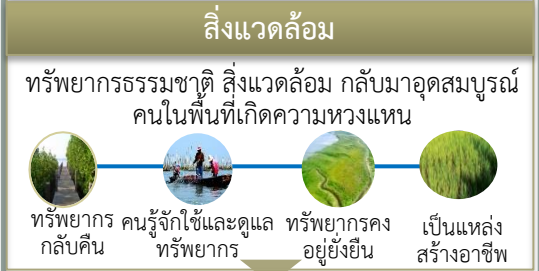 สิ่งแวดล้อม
ทรัพยากรธรรมชาติ สิ่งแวดล้อม กลับมาอุดสมบูรณ์
คนในพื้นที่เกิดความหวงแหน
ทรัพยากร
กลับคืน
คนรู้จักใช้และดูแล
ทรัพยากร
ทรัพยากรคง
อยู่ยั่งยืน
เป็นแหล่ง
สร้างอาชีพ